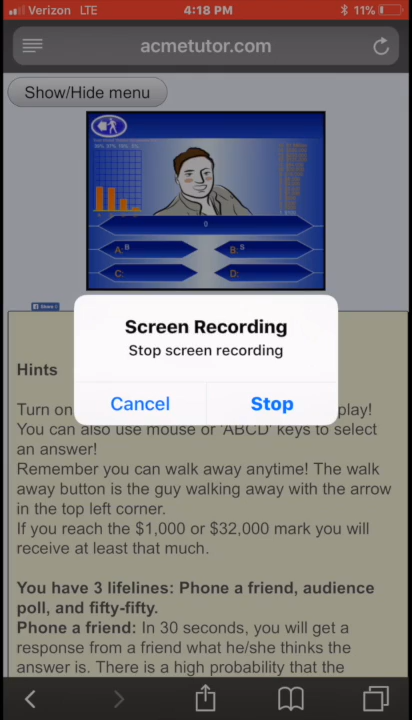 Verizon LTE 4:18 PM 11%
acmetutor.com
Show/Hide menu
0
A: B
B: S
C:
D:
Share
Screen Recording
Stop screen recording
Cancel Stop
Hints
Turn on play!
You can also use mouse or 'ABCD' keys to select
an answer!
Remember you can walk away anytime! The walk
away button is the guy walking away with the arrow
in the top left corner.
If you reach the $1,000 or $32,000 mark you will
receive at least that much.
You have 3 lifelines: Phone a friend, audience
poll, and fifty-fifty.
Phone a friend: In 30 seconds, you will get a
response from a friend what he/she thinks the
answer is. There is a high probability that the